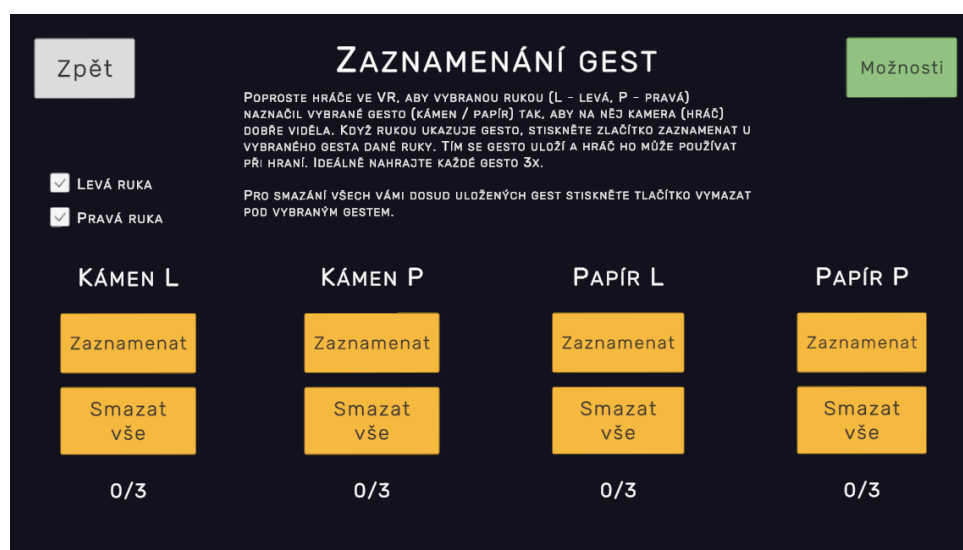 Zpět
Zaznamenání gest
Možnosti
Poproste hráče ve VR, aby vybranou rukou (L - levá, P - pravá)
naznačil vybrané gesto (kámen / papír) tak, aby na něj kamera (hráč)
dobře viděla. Když rukou ukazuje gesto, stiskněte zlačítko zaznamenat u
vybraného gesta dané ruky. Tím se gesto uloží a hráč ho může používat
při hraní. Ideálně nahrajte každé gesto 3x.
Pro smazání všech vámi dosud uložených gest stiskněte tlačítko vymazat
pod vybraným gestem.
Levá ruka
Pravá ruka
Kámen L
Kámen P
Papír L
Papír P
Zaznamenat
Zaznamenat
Zaznamenat
Zaznamenat
Smazat
vše
Smazat
vše
Smazat
vše
Smazat
vše
0/3
0/3
0/3
0/3